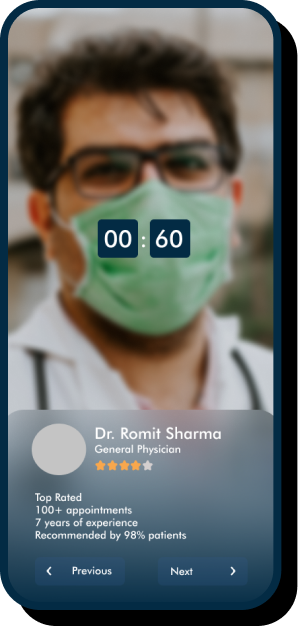 00 : 60
Dr. Romit Sharma
General Physician
Top Rated
100+ appointments
7 years of experience
Recommended by 98% patients
Previous
Next